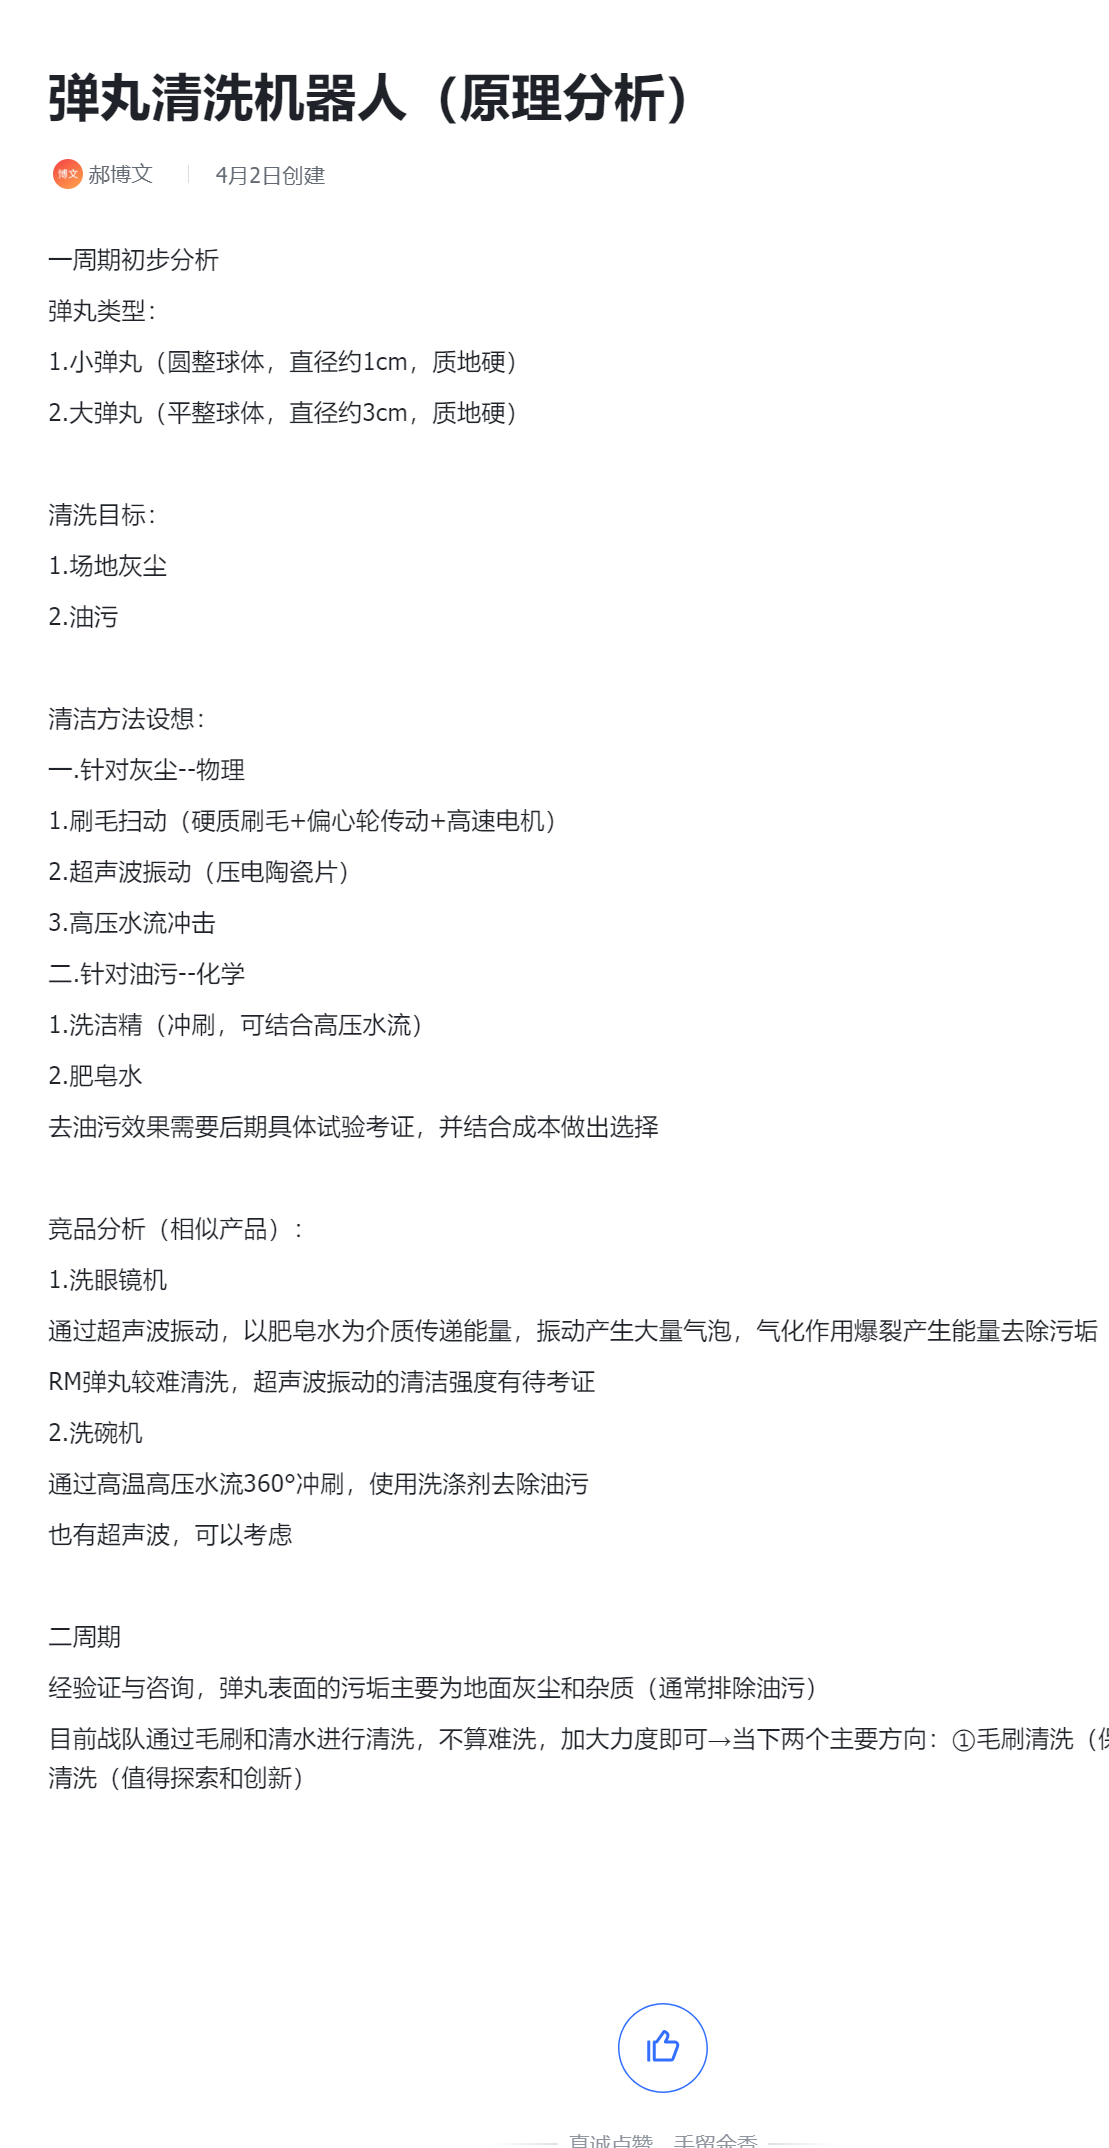 弹丸清洗机器人（原理分析）
博文 郝博文 4月2日创建
一周期初步分析
弹丸类型：
1.小弹丸（圆整球体，直径约1cm，质地硬）
2.大弹丸（平整球体，直径约3cm，质地硬）
清洗目标：
1.场地灰尘
2.油污
清洁方法设想：
一.针对灰尘--物理
1.刷毛扫动（硬质刷毛+偏心轮传动+高速电机）
2.超声波振动（压电陶瓷片）
3.高压水流冲击
二.针对油污--化学
1.洗洁精（冲刷，可结合高压水流）
2.肥皂水
去油污效果需要后期具体试验考证，并结合成本做出选择
竞品分析（相似产品）：
1.洗眼镜机
通过超声波振动，以肥皂水为介质传递能量，振动产生大量气泡，气化作用爆裂产生能量去除污垢
RM弹丸较难清洗，超声波振动的清洁强度有待考证
2.洗碗机
通过高温高压水流360°冲刷，使用洗涤剂去除油污
也有超声波，可以考虑
二周期
经验证与咨询，弹丸表面的污垢主要为地面灰尘和杂质（通常排除油污）
目前战队通过毛刷和清水进行清洗，不算难洗，加大力度即可→当下两个主要方向：①毛刷清洗（
清洗（值得探索和创新）
真诚点赞，手留余香